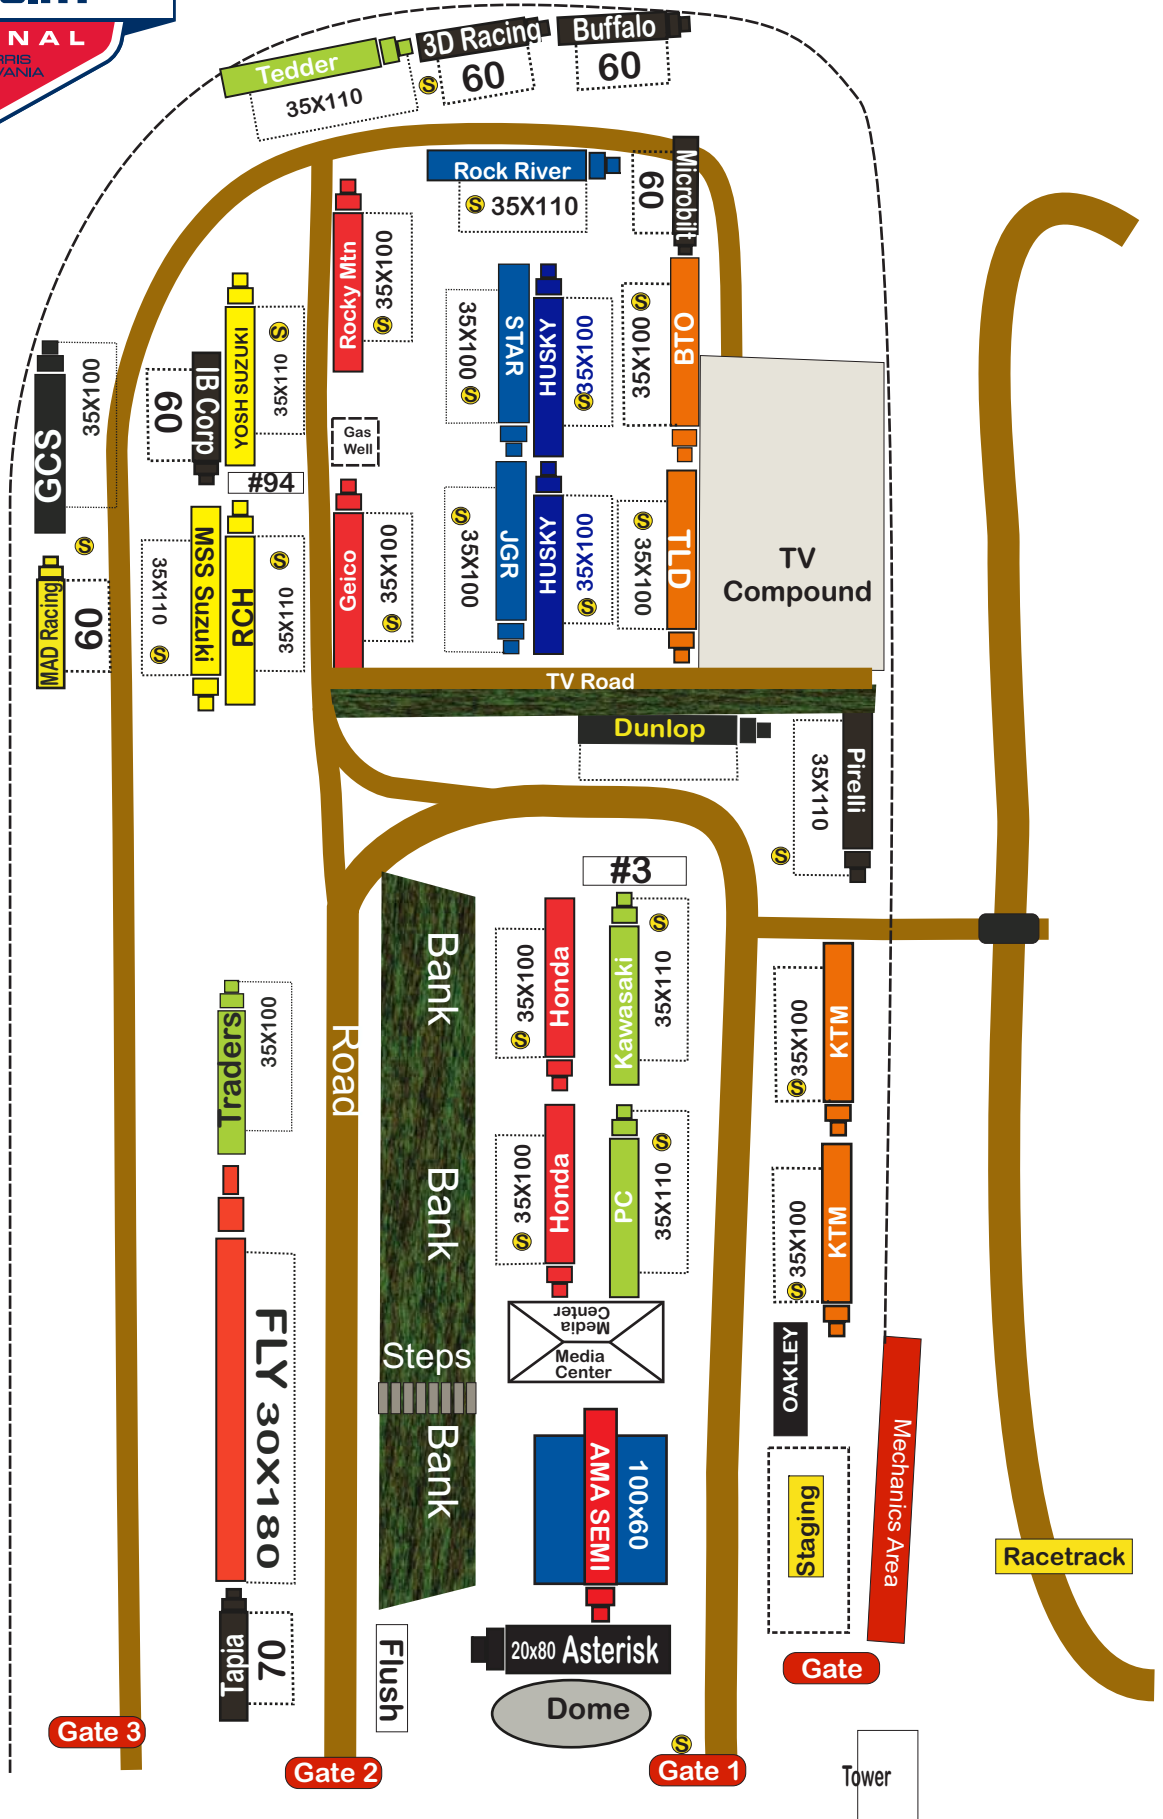 NAL
RRIS
VANIA
Tedder
35X110
S
3D Racing
60
Buffalo
60
Rock River
S 35X110
Microbilt
60
Rocky Mtn
35X100
S
STAR
35X100
S
HUSKY
35X100
S
BTO
35X100
S
YOSH SUZUKI
35X110
S
IB Corp
60
GCS
35X100
S
#94
Gas
Well
MAD Racing
60
MSS Suzuki
35X110
S
RCH
35X110
S
Geico
35X100
S
JGR
35X100
S
HUSKY
35X100
S
TLD
35X100
S
TV
Compound
TV Road
Dunlop
Pirelli
35X110
S
#3
Bank
Honda
35X100
S
Kawasaki
35X110
S
KTM
35X100
S
Traders
35X100
Road
Bank
Honda
35X100
S
PC
35X110
S
KTM
35X100
S
FLY 30X180
Media
Center
Media
Center
Steps
OAKLEY
Bank
AMA SEMI
100x90
Staging
Mechanics Area
Racetrack
Tapia
70
Flush
20x80 Asterisk
Gate
Dome
Gate 3
Gate 2
S
Gate 1
Tower